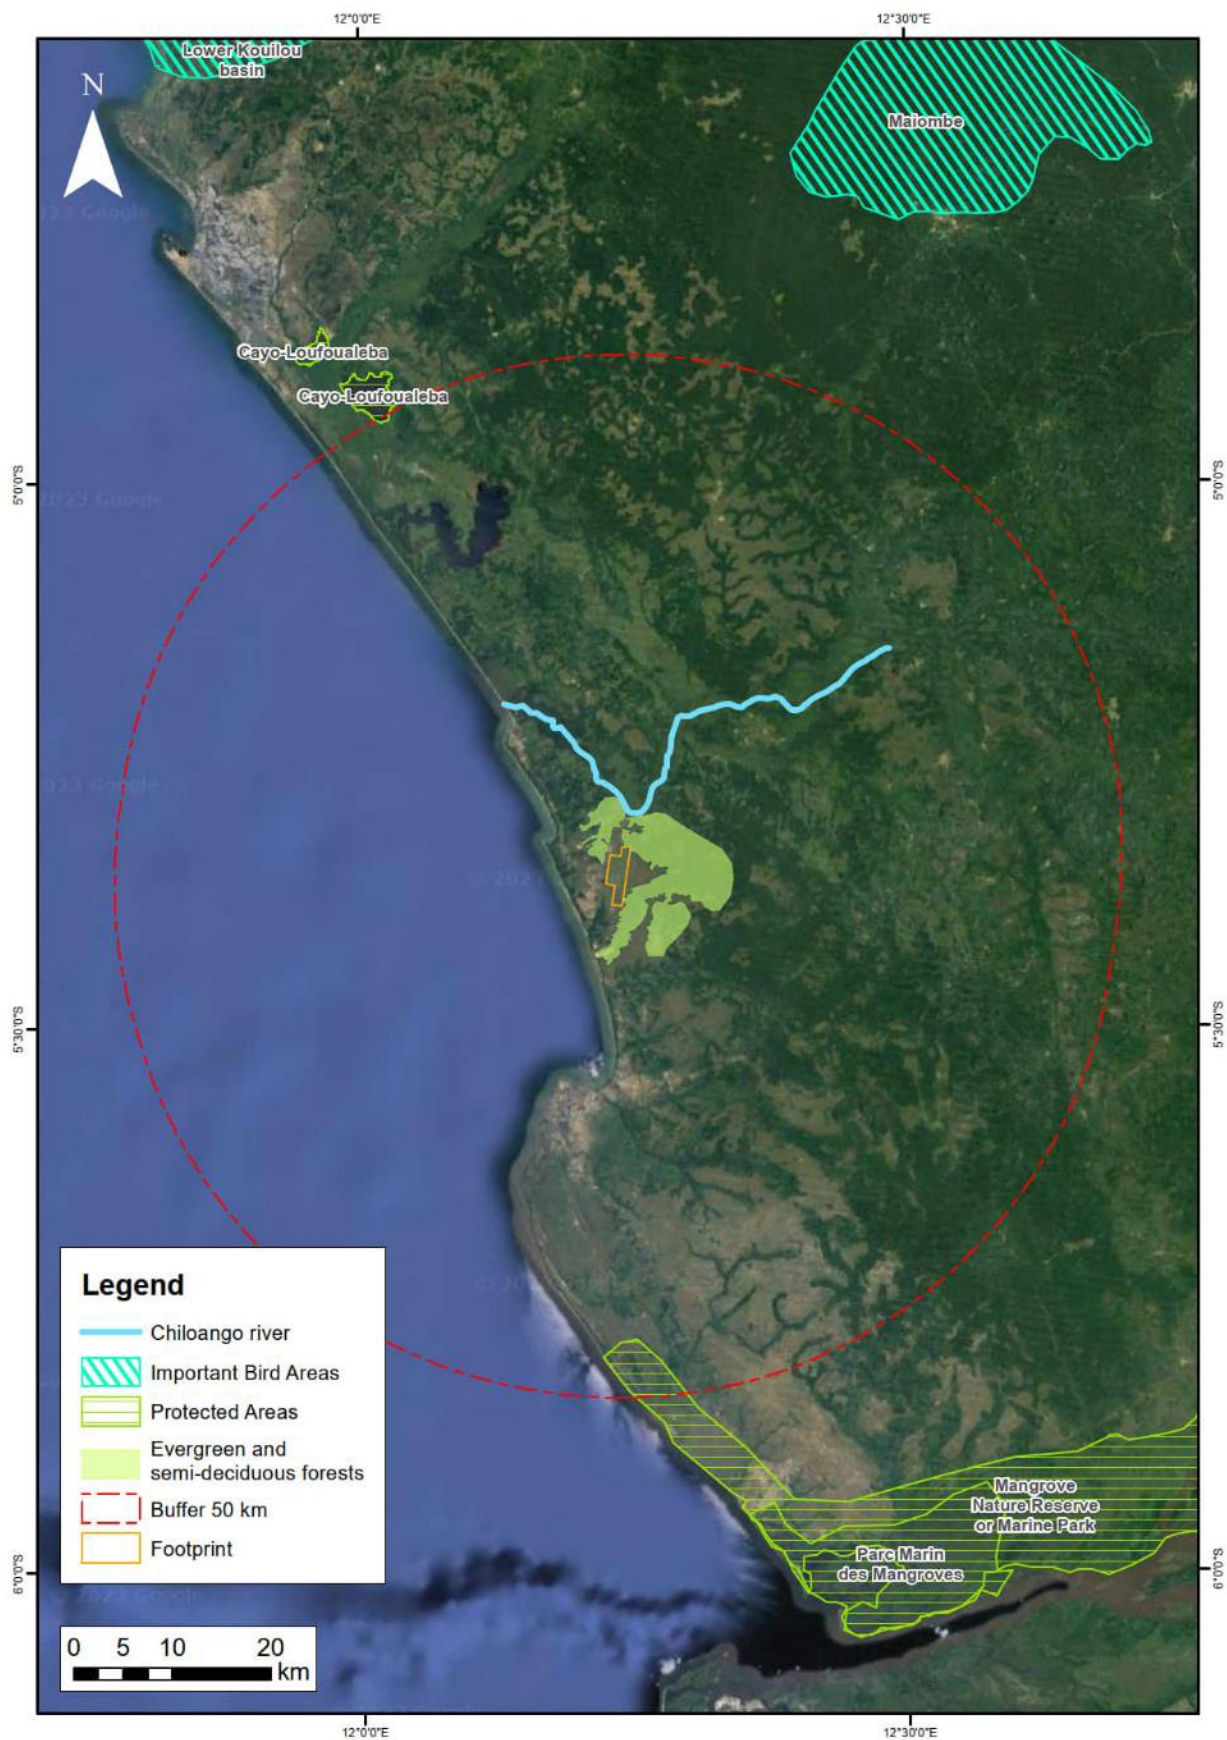 12°0'0"E
12°30'0"E
Lower Kouilou
basin
N
Maiombe
Cayo-Loufoualeba
Cayo-Loufoualeba
5°0'0"S
5°0'0"S
5°30'0"S
5°30'0"S
Legend
Chiloango river
Important Bird Areas
Protected Areas
Evergreen and
semi-deciduous forests
Buffer 50 km
Footprint
Mangrove
Nature Reserve
or Marine Park
Parc Marin
des Mangroves
6°0'0"S
6°0'0"S
2023 Google
0 5 10 20
km
12°0'0"E
12°30'0"E